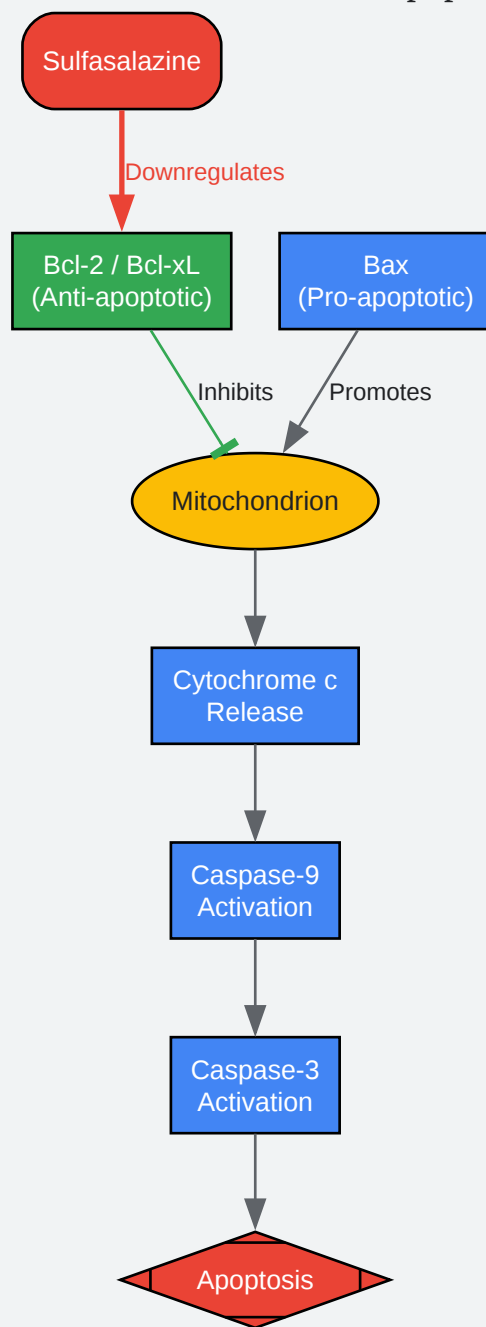 Sulfasalazine
Downregulates
Bcl-2 / Bcl-xL
(Anti-apoptotic)
Bax
(Pro-apoptotic)
Inhibits
Promotes
Mitochondrion
Cytochrome c
Release
Caspase-9
Activation
Caspase-3
Activation
Apoptosis